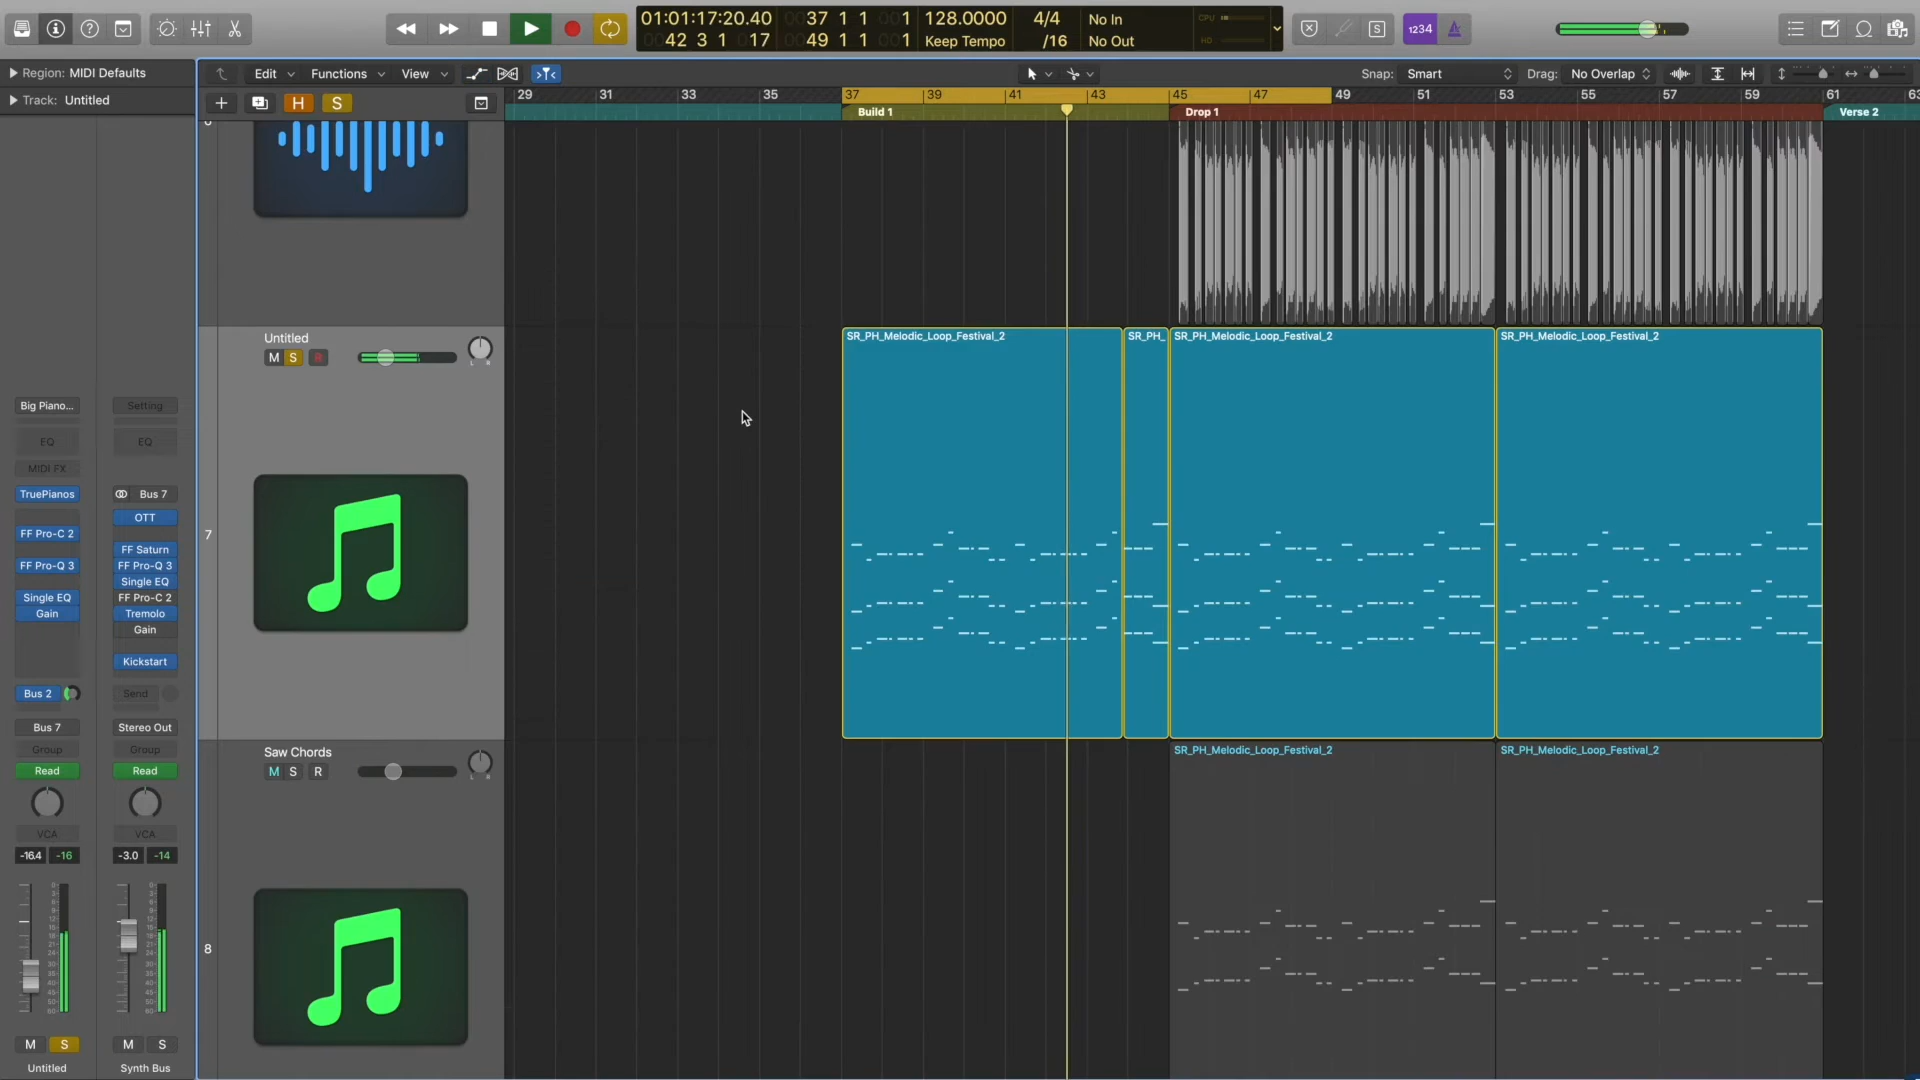 01:01:17:20.40 0037 1 1 001 128.0000 4/4 No In CPU
0042 3 1 017 0049 1 1 001 Keep Tempo /16 No Out HD
S 1234
Region: MIDI Defaults
Edit Functions View Snap: Smart Drag: No Overlap
Track: Untitled
H S
29 31 33 35 37 39 41 43 45 47 49 51 53 55 57 59 61 63
Build 1 Drop 1 Verse 2
Untitled
M S R
L R
SR_PH_Melodic_Loop_Festival_2 SR_PH_ SR_PH_Melodic_Loop_Festival_2 SR_PH_Melodic_Loop_Festival_2
7
Saw Chords
M S R
L R
SR_PH_Melodic_Loop_Festival_2 SR_PH_Melodic_Loop_Festival_2
8
Big Piano... Setting
EQ EQ
MIDI FX
TruePianos Bus 7
OTT
FF Pro-C 2
FF Saturn
FF Pro-Q 3 FF Pro-Q 3
Single EQ
Single EQ FF Pro-C 2
Gain Tremolo
Gain
Kickstart
Bus 2 Send
Bus 7 Stereo Out
Group Group
Read Read
VCA VCA
-16.4 -16 -3.0 -14
M S M S
Untitled Synth Bus